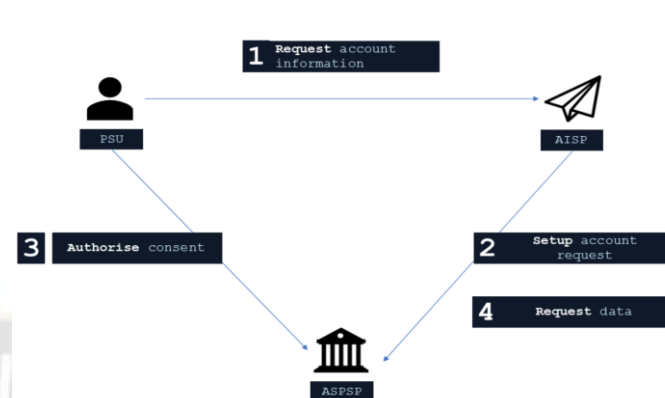 1 Request account
information
PSU
AISP
3 Authorise consent
2 Setup account
request
4 Request data
ASPSP